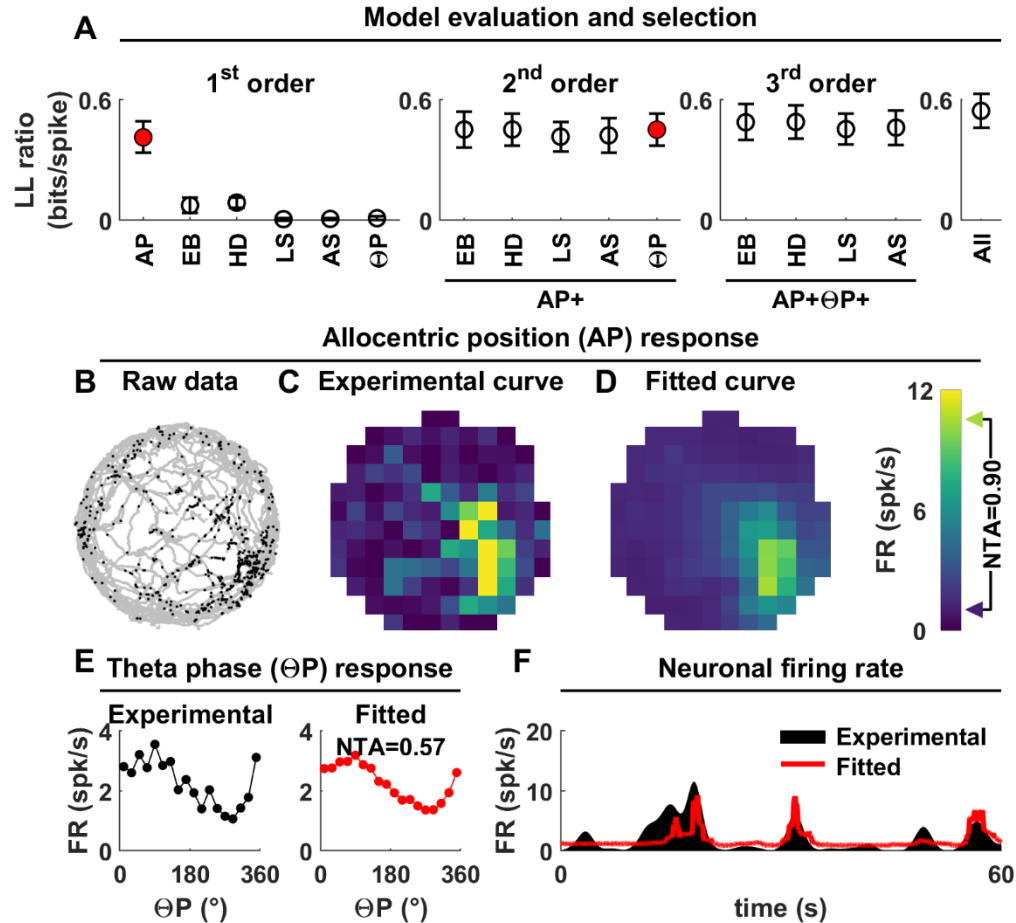 Model evaluation and selection
A
1st order
2nd order
3rd order
LL ratio
(bits/spike)
0.6
0
AP
EB
HD
LS
AS
ΘP
0.6
0
EB
HD
LS
AS
ΘP
AP+
0.6
0
EB
HD
LS
AS
AP+ΘP+
0.6
0
All
Allocentric position (AP) response
B Raw data
C Experimental curve
D Fitted curve
FR (spk/s)
12
6
0
NTA=0.90
E Theta phase (ΘP) response
Experimental
FR (spk/s)
4
2
0
0 180 360
ΘP (°)
Fitted
NTA=0.57
4
2
0
0 180 360
ΘP (°)
F Neuronal firing rate
FR (spk/s)
20
10
0
Experimental
Fitted
0 60
time (s)